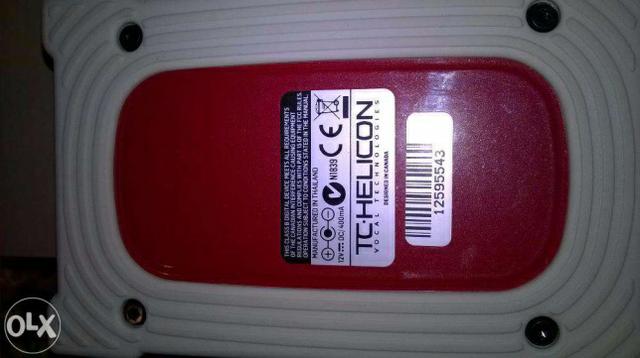 THIS CLASS B DIGITAL DEVICE MEETS ALL REQUIREMENTS
OF THE CANADIAN INTERFERENCE-CAUSING EQUIPMENT
REGULATIONS AND COMPLIES WITH PART 15 OF THE FCC RULES.
OPERATION SUBJECT TO CONDITIONS STATED IN THE MANUAL.
MANUFACTURED IN THAILAND
12V DC/400mA
N1839
CE
TC·HELICON
VOCAL TECHNOLOGIES
DESIGNED IN CANADA
12595543
OLX